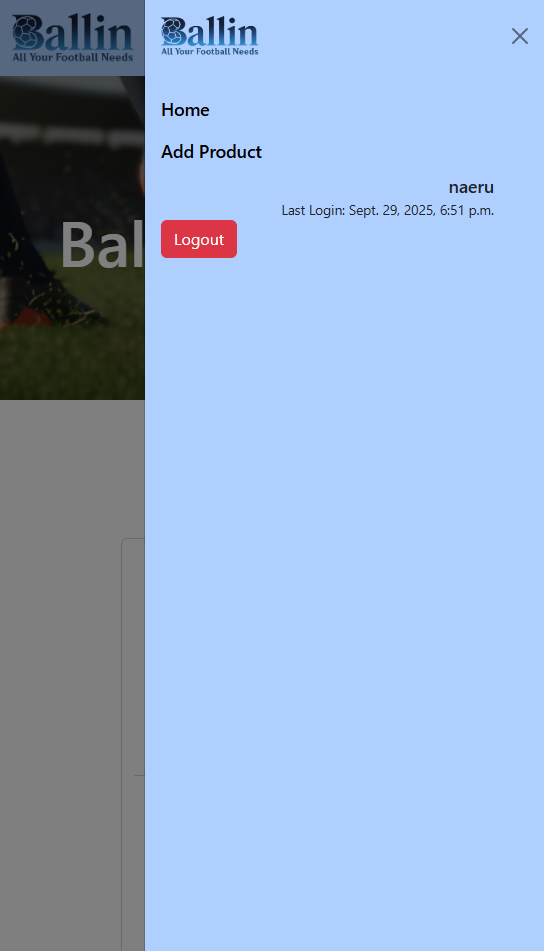 Ballin
All Your Football Needs
Ballin
All Your Football Needs
Home
Add Product
naeru
Last Login: Sept. 29, 2025, 6:51 p.m.
Logout
Bal